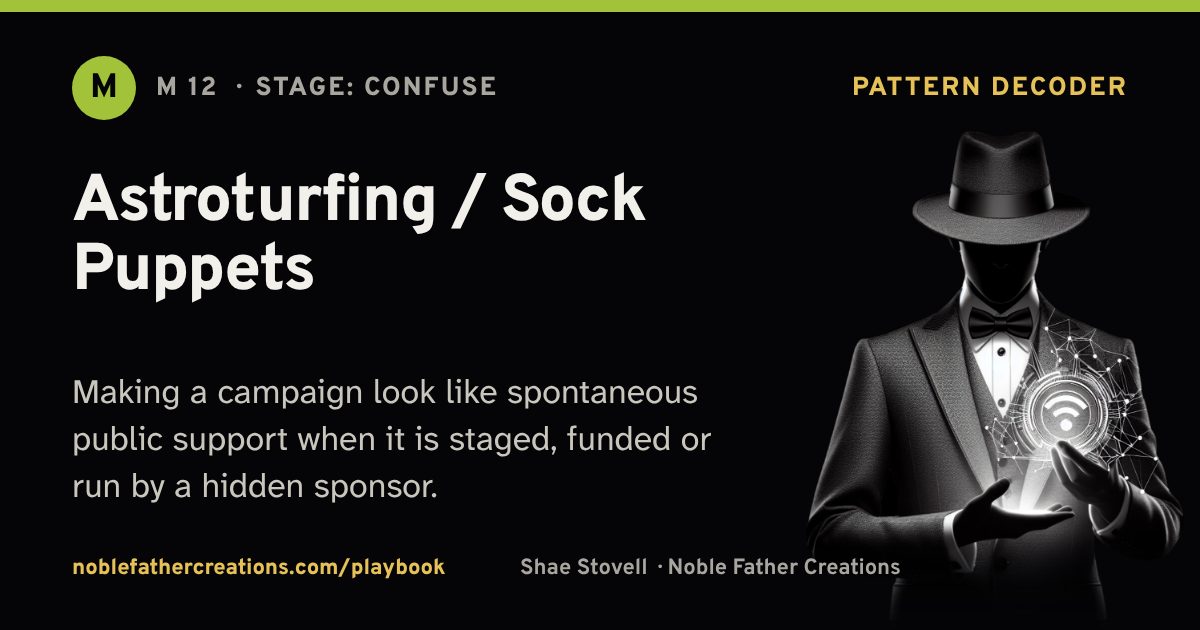 M
M 12 · STAGE: CONFUSE
PATTERN DECODER
Astroturfing / Sock
Puppets
Making a campaign look like spontaneous
public support when it is staged, funded or
run by a hidden sponsor.
noblefathercreations.com/playbook
Shae Stovell · Noble Father Creations